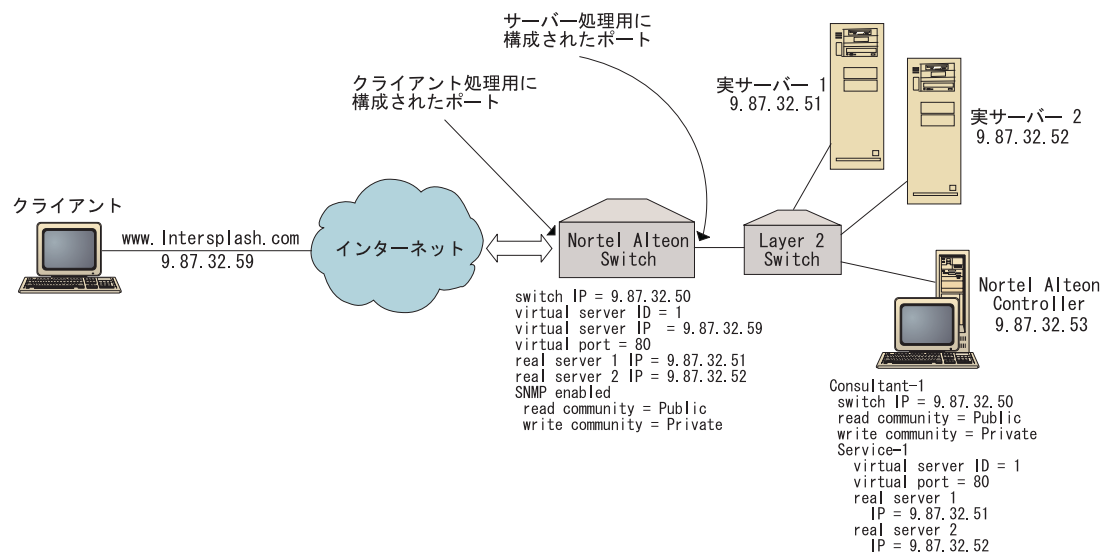 サーバー処理用に
構成されたポート
クライアント処理用に
構成されたポート
実サーバー 1
9.87.32.51
実サーバー 2
9.87.32.52
クライアント
www.Intersplash.com
9.87.32.59
インターネット
Nortel Alteon
Switch
Layer 2
Switch
Nortel Alteon
Controller
9.87.32.53
switch IP = 9.87.32.50
virtual server ID = 1
virtual server IP = 9.87.32.59
virtual port = 80
real server 1 IP = 9.87.32.51
real server 2 IP = 9.87.32.52
SNMP enabled
read community = Public
write community = Private
Consultant-1
switch IP = 9.87.32.50
read community = Public
write community = Private
Service-1
virtual server ID = 1
virtual port = 80
real server 1
IP = 9.87.32.51
real server 2
IP = 9.87.32.52